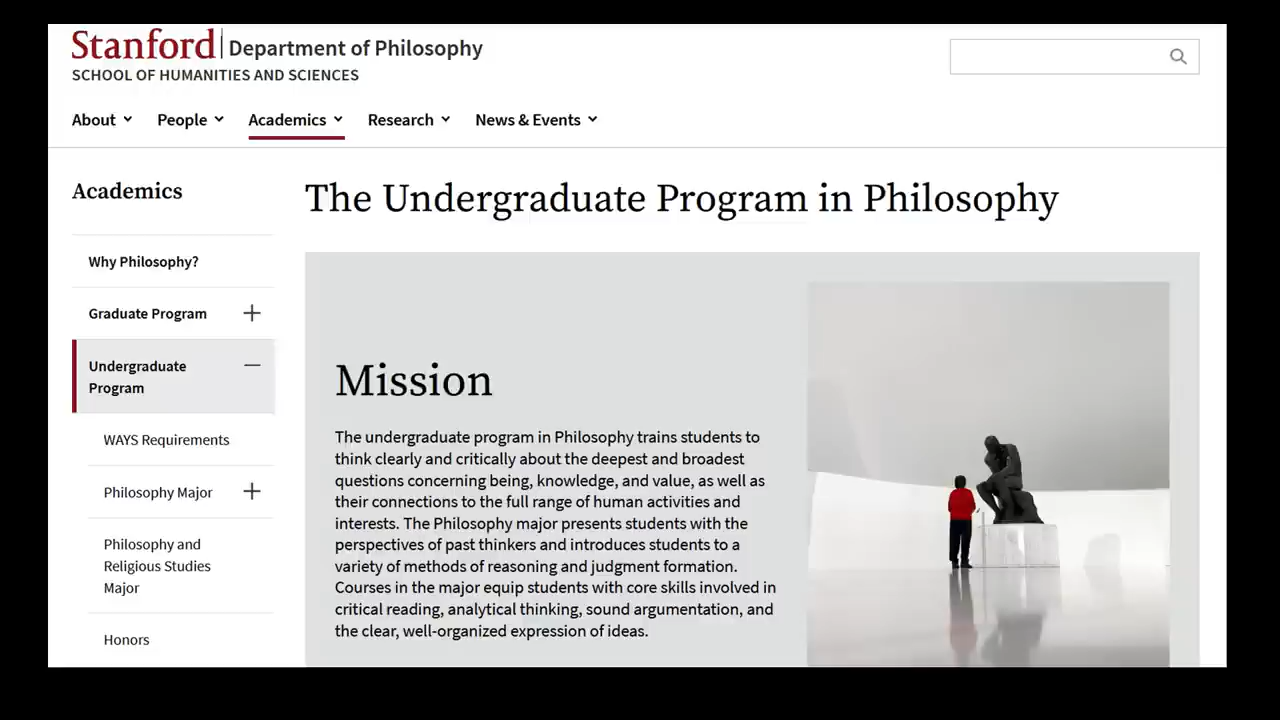 Stanford | Department of Philosophy
SCHOOL OF HUMANITIES AND SCIENCES
About
People
Academics
Research
News & Events
Academics
Why Philosophy?
Graduate Program
Undergraduate
Program
WAYS Requirements
Philosophy Major
Philosophy and
Religious Studies
Major
Honors
The Undergraduate Program in Philosophy
Mission
The undergraduate program in Philosophy trains students to
think clearly and critically about the deepest and broadest
questions concerning being, knowledge, and value, as well as
their connections to the full range of human activities and
interests. The Philosophy major presents students with the
perspectives of past thinkers and introduces students to a
variety of methods of reasoning and judgment formation.
Courses in the major equip students with core skills involved in
critical reading, analytical thinking, sound argumentation, and
the clear, well-organized expression of ideas.